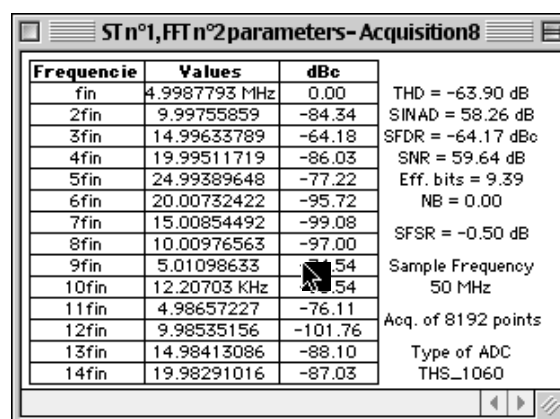 ST n°1, FFT n°2 parameters - Acquisition8
Frequencie Values dBc
fin 4.9987793 MHz 0.00
2fin 9.99755859 -84.34
3fin 14.99633789 -64.18
4fin 19.99511719 -86.03
5fin 24.99389648 -77.22
6fin 20.00732422 -95.72
7fin 15.00854492 -99.08
8fin 10.00976563 -97.00
9fin 5.01098633
10fin 12.20703 KHz
11fin 4.98657227 -76.11
12fin 9.98535156 -101.76
13fin 14.98413086 -88.10
14fin 19.98291016 -87.03
THD = -63.90 dB
SINAD = 58.26 dB
SFDR = -64.17 dBc
SNR = 59.64 dB
Eff. bits = 9.39
NB = 0.00
SFSR = -0.50 dB
Sample Frequency
50 MHz
Acq. of 8192 points
Type of ADC
THS_1060